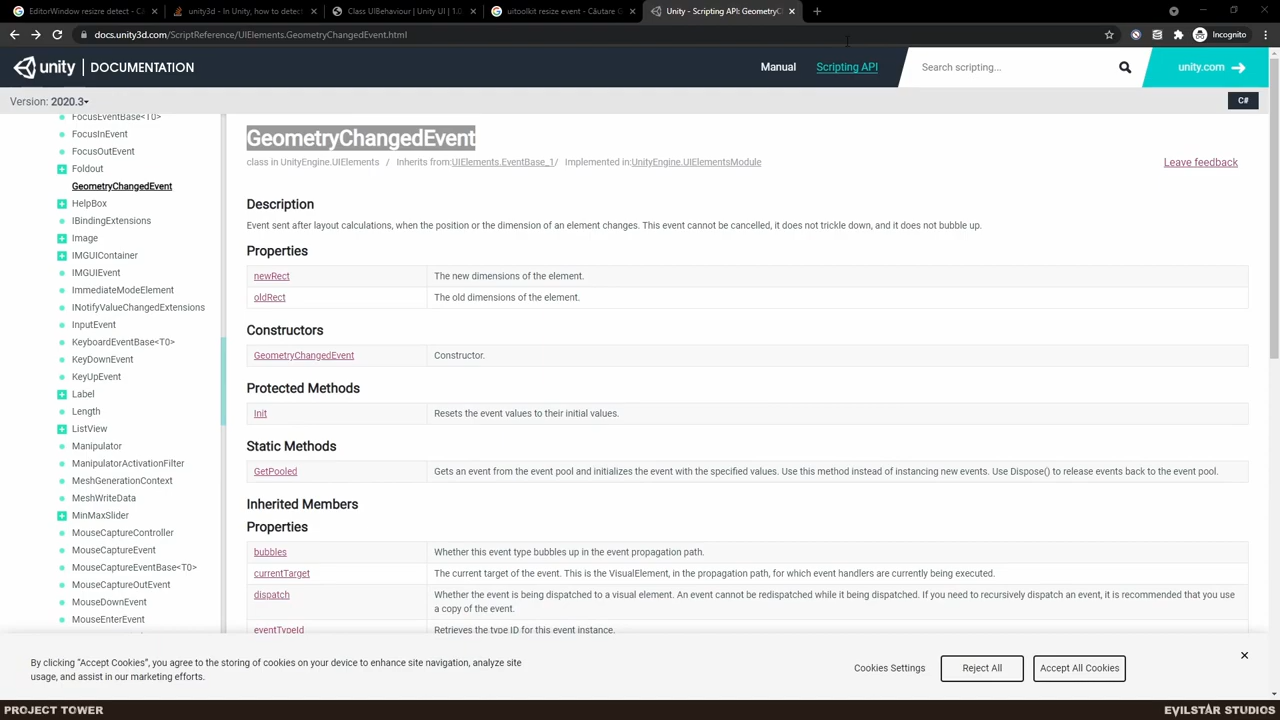 EditorWindow resizre detect - C
unity3d - In Unity, how to detect
Class UIBehaviour | Unity UI | 1.0
uitoolkit resize event - Căutare G
Unity - Scripting API: GeometryC
docs.unity3d.com/ScriptReference/UIElements.GeometryChangedEvent.html
Incognito
unity | DOCUMENTATION
Manual
Scripting API
Search scripting...
unity.com
Version: 2020.3
C#
FocusEventBase<T0>
FocusInEvent
FocusOutEvent
Foldout
GeometryChangedEvent
HelpBox
IBindingExtensions
Image
IMGUIContainer
IMGUIEvent
ImmediateModeElement
INotifyValueChangedExtensions
InputEvent
KeyboardEventBase<T0>
KeyDownEvent
KeyUpEvent
Label
Length
ListView
Manipulator
ManipulatorActivationFilter
MeshGenerationContext
MeshWriteData
MinMaxSlider
MouseCaptureController
MouseCaptureEvent
MouseCaptureEventBase<T0>
MouseCaptureOutEvent
MouseDownEvent
MouseEnterEvent
GeometryChangedEvent
class in UnityEngine.UIElements / Inherits from:UIElements.EventBase_1/ Implemented in:UnityEngine.UIElementsModule
Leave feedback
Description
Event sent after layout calculations, when the position or the dimension of an element changes. This event cannot be cancelled, it does not trickle down, and it does not bubble up.
Properties
newRect The new dimensions of the element.
oldRect The old dimensions of the element.
Constructors
GeometryChangedEvent Constructor.
Protected Methods
Init Resets the event values to their initial values.
Static Methods
GetPooled Gets an event from the event pool and initializes the event with the specified values. Use this method instead of instancing new events. Use Dispose() to release events back to the event pool.
Inherited Members
Properties
bubbles Whether this event type bubbles up in the event propagation path.
currentTarget The current target of the event. This is the VisualElement, in the propagation path, for which event handlers are currently being executed.
dispatch Whether the event is being dispatched to a visual element. An event cannot be redispatched while it being dispatched. If you need to recursively dispatch an event, it is recommended that you use
a copy of the event.
eventTypeId Retrieves the type ID for this event instance.
By clicking “Accept Cookies”, you agree to the storing of cookies on your device to enhance site navigation, analyze site
usage, and assist in our marketing efforts.
Cookies Settings
Reject All
Accept All Cookies
PROJECT TOWER
EVILSTAR STUDIOS